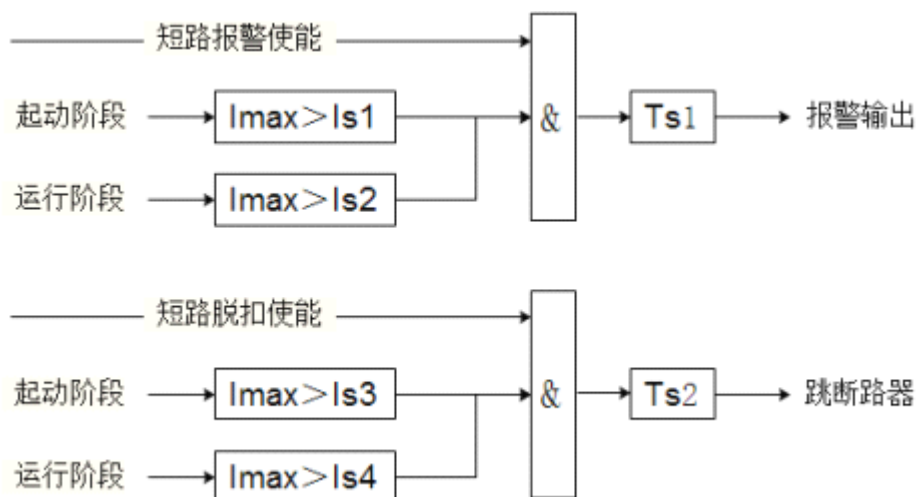 短路报警使能
起动阶段 Imax>Is1 & Ts1 报警输出
运行阶段 Imax>Is2
短路脱扣使能
起动阶段 Imax>Is3 & Ts2 跳断路器
运行阶段 Imax>Is4